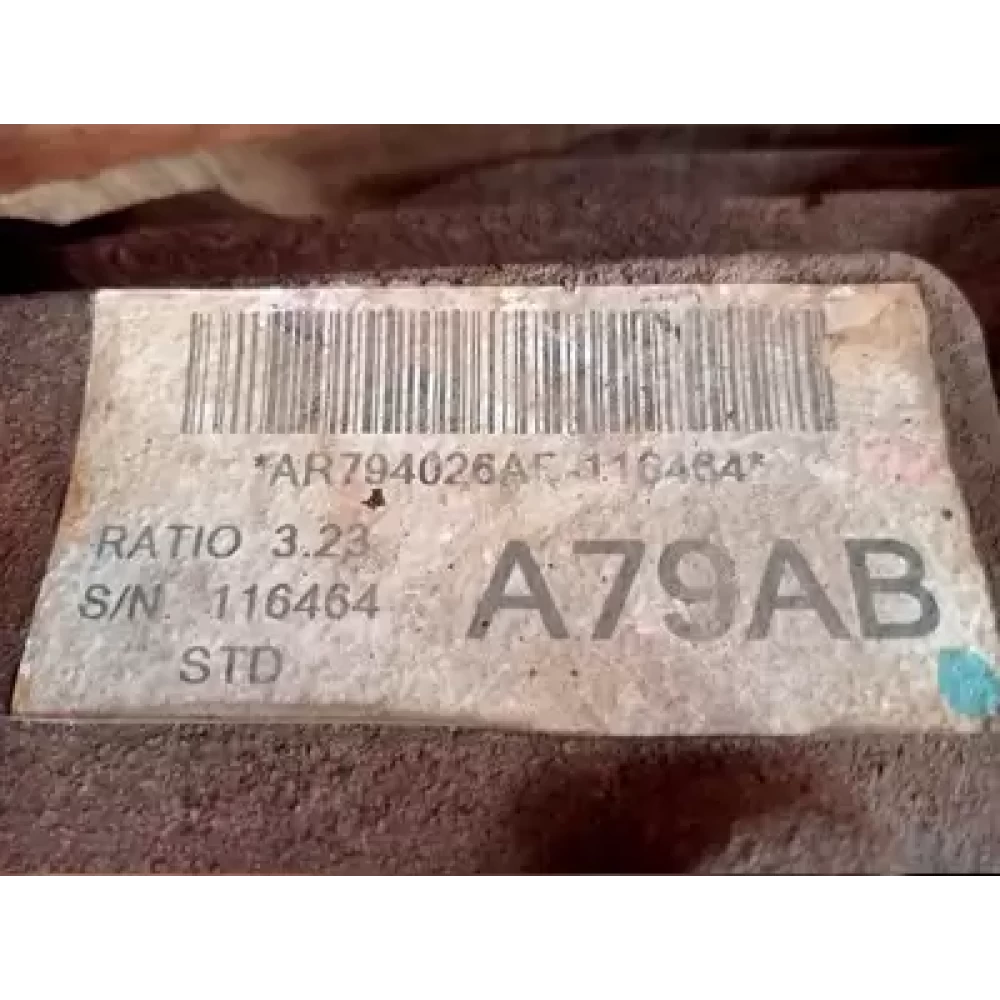 *AR794026AF-116464*
RATIO 3.23
S/N. 116464
STD
A79AB